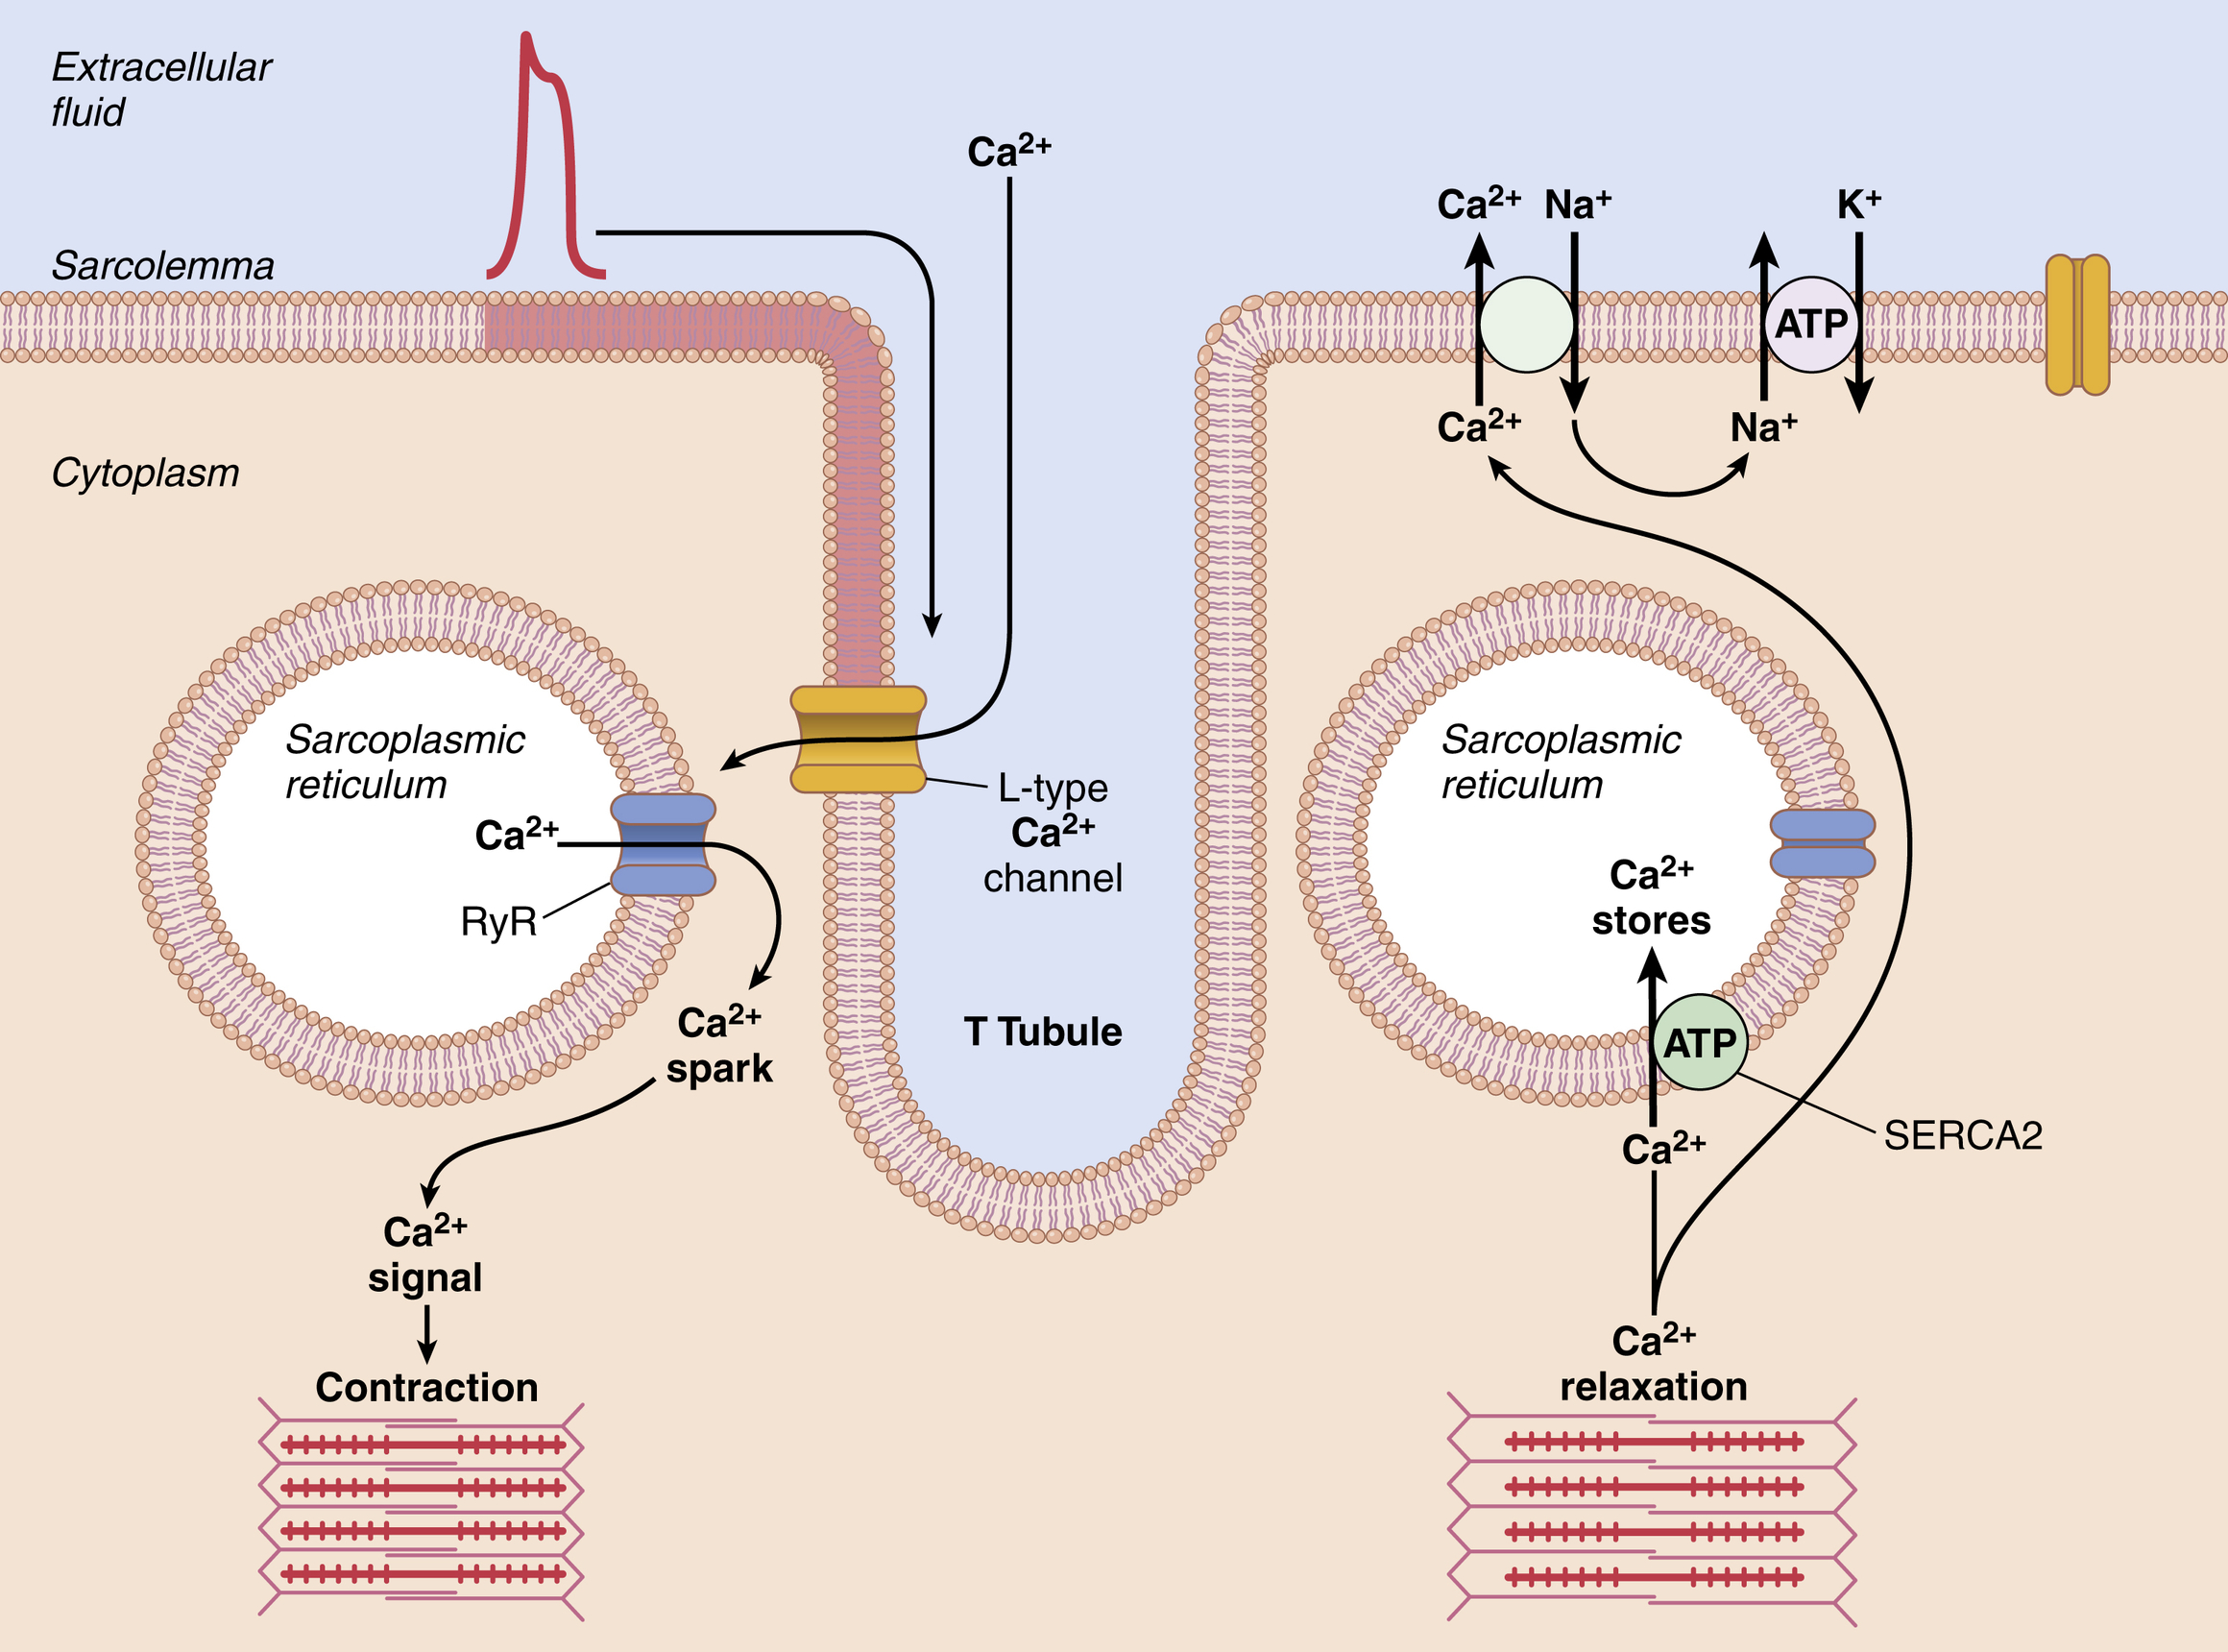 Extracellular
fluid
Sarcolemma
Cytoplasm
Ca²⁺
Sarcoplasmic
reticulum
Ca²⁺
RyR
L-type
Ca²⁺
channel
Ca²⁺
spark
T Tubule
Ca²⁺
signal
Contraction
Ca²⁺ Na⁺ K⁺
ATP
Ca²⁺ Na⁺
Sarcoplasmic
reticulum
Ca²⁺
stores
ATP
SERCA2
Ca²⁺
Ca²⁺
relaxation